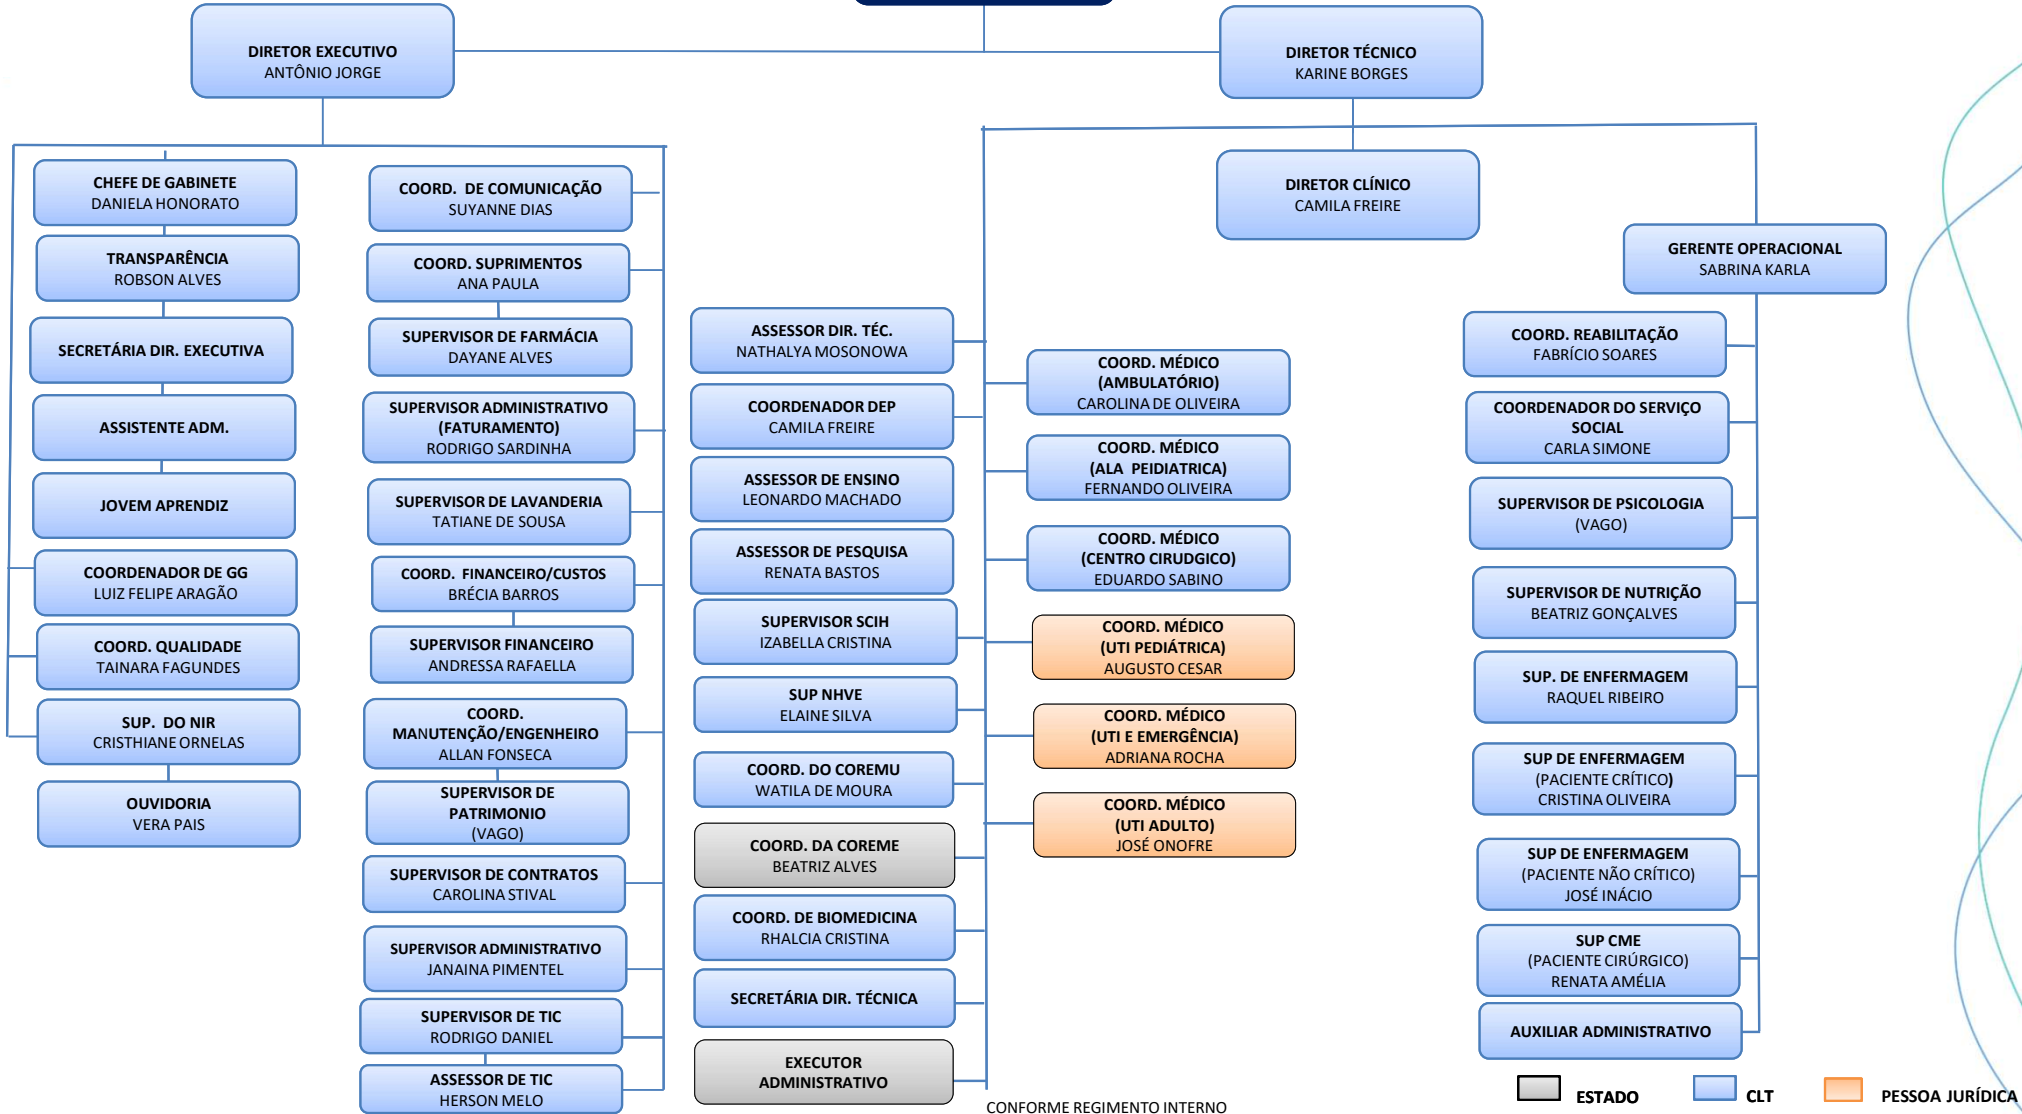 DIRETOR EXECUTIVO
ANTÔNIO JORGE
DIRETOR TÉCNICO
KARINE BORGES
CHEFE DE GABINETE
DANIELA HONORATO
TRANSPARÊNCIA
ROBSON ALVES
SECRETÁRIA DIR. EXECUTIVA
ASSISTENTE ADM.
JOVEM APRENDIZ
COORDENADOR DE GG
LUIZ FELIPE ARAGÃO
COORD. QUALIDADE
TAINARA FAGUNDES
SUP. DO NIR
CRISTHIANE ORNELAS
OUVIDORIA
VERA PAIS
COORD. DE COMUNICAÇÃO
SUYANNE DIAS
COORD. SUPRIMENTOS
ANA PAULA
SUPERVISOR DE FARMÁCIA
DAYANE ALVES
SUPERVISOR ADMINISTRATIVO
(FATURAMENTO)
RODRIGO SARDINHA
SUPERVISOR DE LAVANDERIA
TATIANE DE SOUSA
COORD. FINANCEIRO/CUSTOS
BRÉCIA BARROS
SUPERVISOR FINANCEIRO
ANDRESSA RAFAELLA
COORD.
MANUTENÇÃO/ENGENHEIRO
ALLAN FONSECA
SUPERVISOR DE
PATRIMONIO
(VAGO)
SUPERVISOR DE CONTRATOS
CAROLINA STIVAL
SUPERVISOR ADMINISTRATIVO
JANAINA PIMENTEL
SUPERVISOR DE TIC
RODRIGO DANIEL
ASSESSOR DE TIC
HERSON MELO
DIRETOR CLÍNICO
CAMILA FREIRE
ASSESSOR DIR. TÉC.
NATHALYA MOSONOWA
COORDENADOR DEP
CAMILA FREIRE
ASSESSOR DE ENSINO
LEONARDO MACHADO
ASSESSOR DE PESQUISA
RENATA BASTOS
SUPERVISOR SCIH
IZABELLA CRISTINA
SUP NHVE
ELAINE SILVA
COORD. DO COREMU
WATILA DE MOURA
COORD. DA COREME
BEATRIZ ALVES
COORD. DE BIOMEDICINA
RHALCIA CRISTINA
SECRETÁRIA DIR. TÉCNICA
EXECUTOR
ADMINISTRATIVO
COORD. MÉDICO
(AMBULATÓRIO)
CAROLINA DE OLIVEIRA
COORD. MÉDICO
(ALA PEIDIATRICA)
FERNANDO OLIVEIRA
COORD. MÉDICO
(CENTRO CIRUDGICO)
EDUARDO SABINO
COORD. MÉDICO
(UTI PEDIÁTRICA)
AUGUSTO CESAR
COORD. MÉDICO
(UTI E EMERGÊNCIA)
ADRIANA ROCHA
COORD. MÉDICO
(UTI ADULTO)
JOSÉ ONOFRE
GERENTE OPERACIONAL
SABRINA KARLA
COORD. REABILITAÇÃO
FABRÍCIO SOARES
COORDENADOR DO SERVIÇO
SOCIAL
CARLA SIMONE
SUPERVISOR DE PSICOLOGIA
(VAGO)
SUPERVISOR DE NUTRIÇÃO
BEATRIZ GONÇALVES
SUP. DE ENFERMAGEM
RAQUEL RIBEIRO
SUP DE ENFERMAGEM
(PACIENTE CRÍTICO)
CRISTINA OLIVEIRA
SUP DE ENFERMAGEM
(PACIENTE NÃO CRÍTICO)
JOSÉ INÁCIO
SUP CME
(PACIENTE CIRÚRGICO)
RENATA AMÉLIA
AUXILIAR ADMINISTRATIVO
CONFORME REGIMENTO INTERNO
ESTADO
CLT
PESSOA JURÍDICA